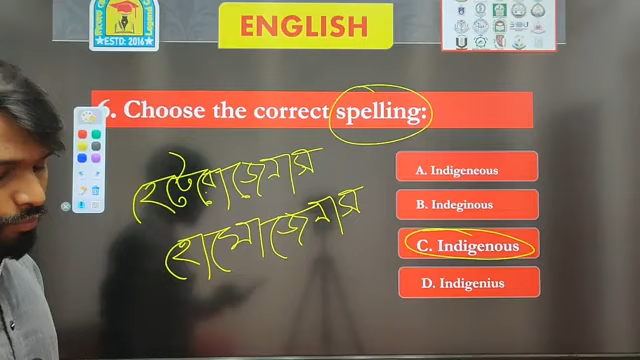 ESTD: 2016
ENGLISH
6. Choose the correct spelling:
হেটেরোজেনাস
হোমোজেনাস
A. Indigeneous
B. Indeginous
C. Indigenous
D. Indigenius